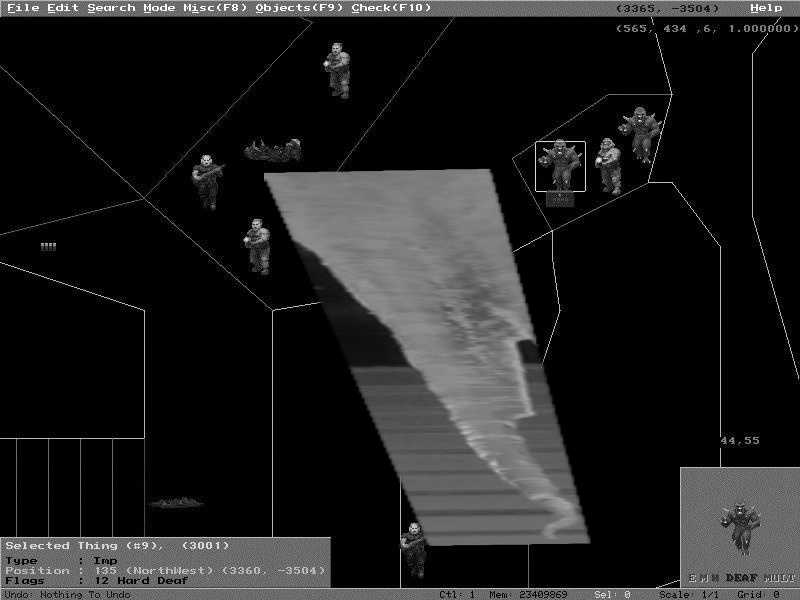 File Edit Search Mode Misc(F8) Objects(F9) Check(F10) (3365, -3504) Help
(565, 434 ,6, 1.000000)
44,55
Selected Thing (#9), (3001)
Type : Imp
Position : 135 (NorthWest) (3360, -3504)
Flags : 12 Hard Deaf
E M H DEAF MULT
Undo: Nothing To Undo Ctl: 1 Mem: 23409869 Sel: 0 Scale: 1/1 Grid: 0